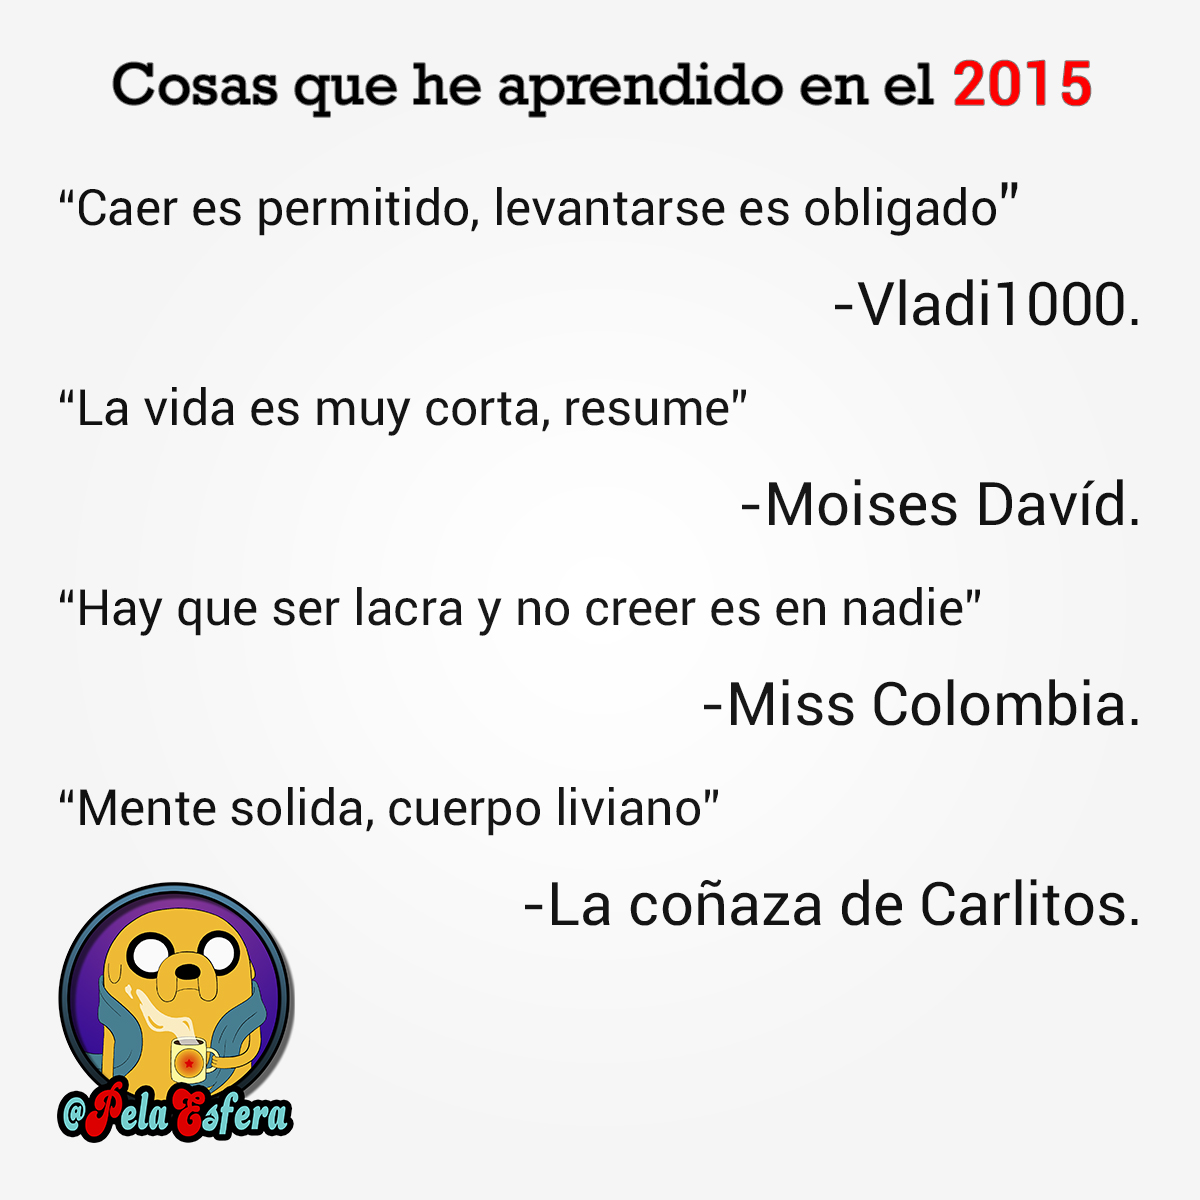 Cosas que he aprendido en el 2015
“Caer es permitido, levantarse es obligado”
-Vladi1000.
“La vida es muy corta, resume”
-Moises Davíd.
“Hay que ser lacra y no creer es en nadie”
-Miss Colombia.
“Mente solida, cuerpo liviano”
-La coñaza de Carlitos.
@PelaEsfera